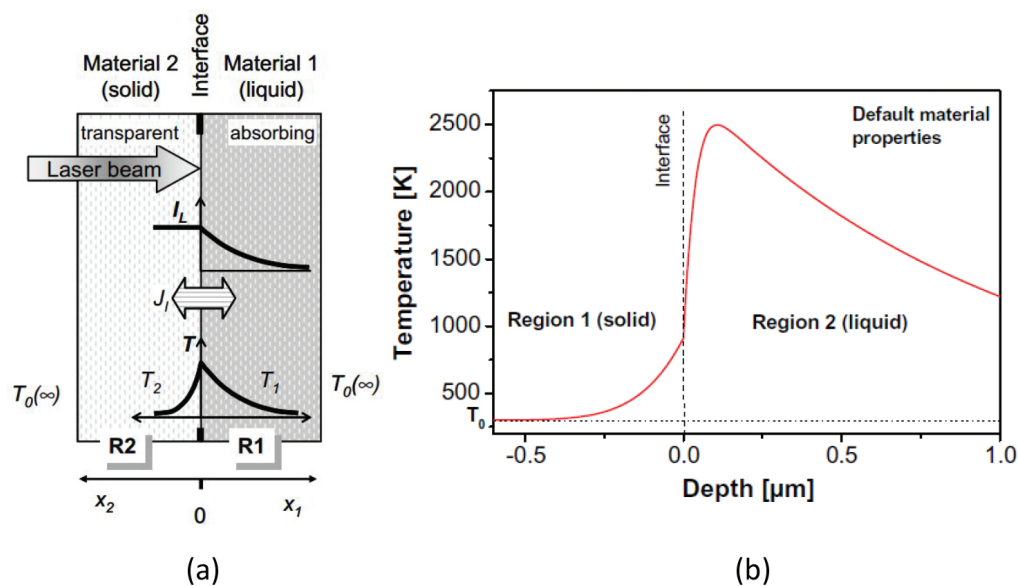 Material 2
(solid)
Interface
Material 1
(liquid)
transparent
absorbing
Laser beam
I_L
J_I
T
T_2
T_1
T_0(∞)
T_0(∞)
R2
R1
x_2
0
x_1
(a)
Temperature [K]
2500
2000
1500
1000
500
T_0
Interface
Default material
properties
Region 1 (solid)
Region 2 (liquid)
-0.5
0.0
0.5
1.0
Depth [µm]
(b)